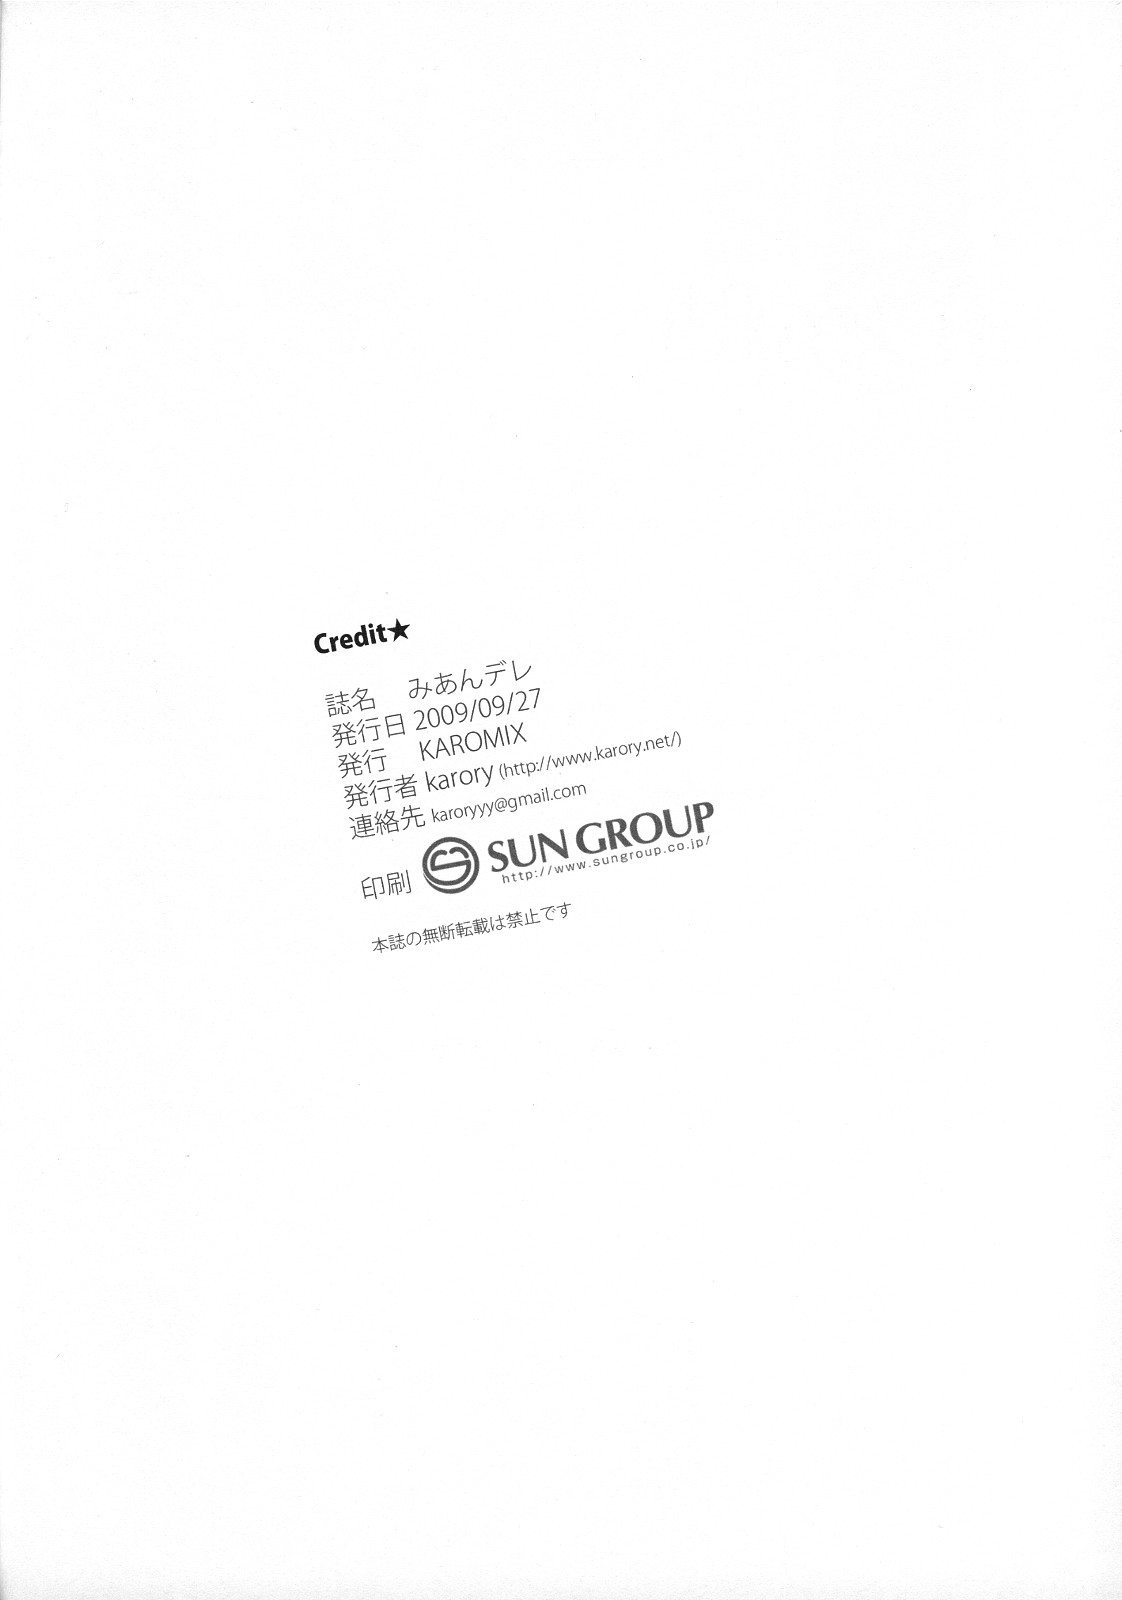 Credit★
誌名 みあんデレ
発行日 2009/09/27
発行 KAROMIX
発行者 karory (http://www.karory.net/)
連絡先 karoryyy@gmail.com
印刷 SUN GROUP
http://www.sungroup.co.jp/
本誌の無断転載は禁止です